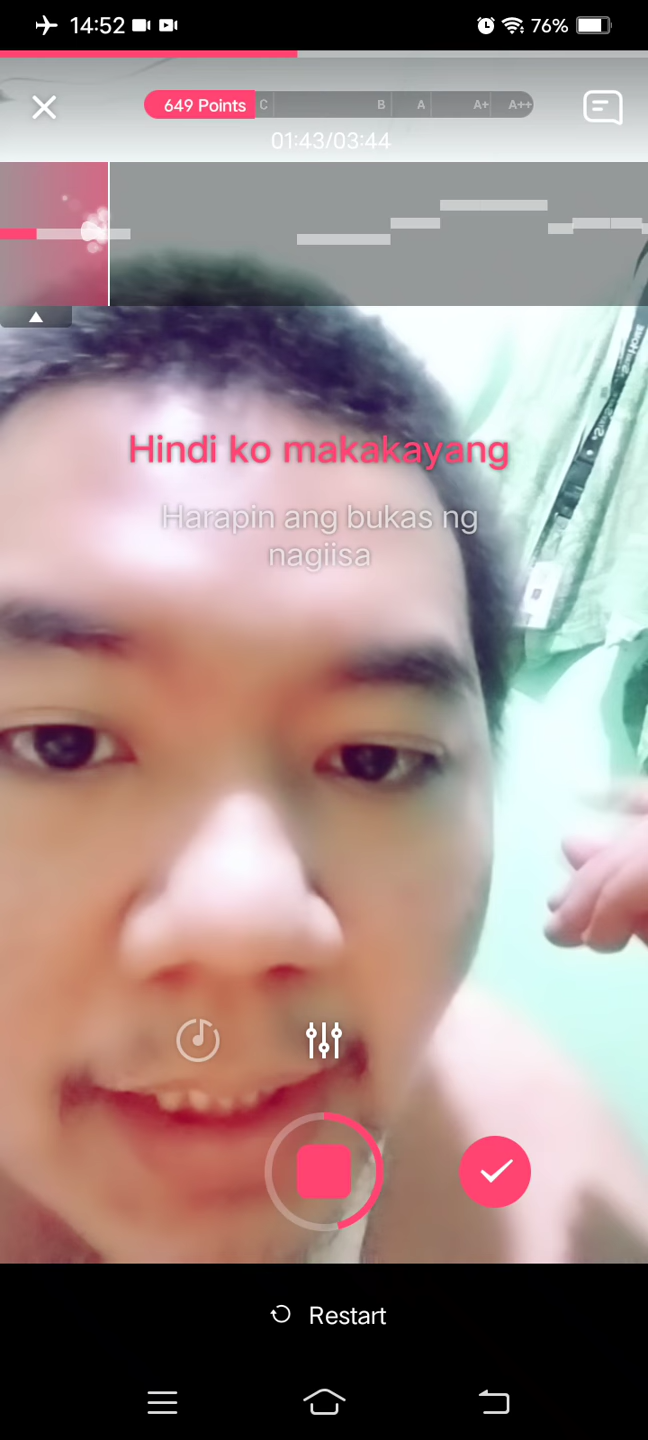 14:52
76%
649 Points
C
B
A
A+
A++
01:43/03:44
Hindi ko makakayang
Harapin ang bukas ng
nagiisa
Restart